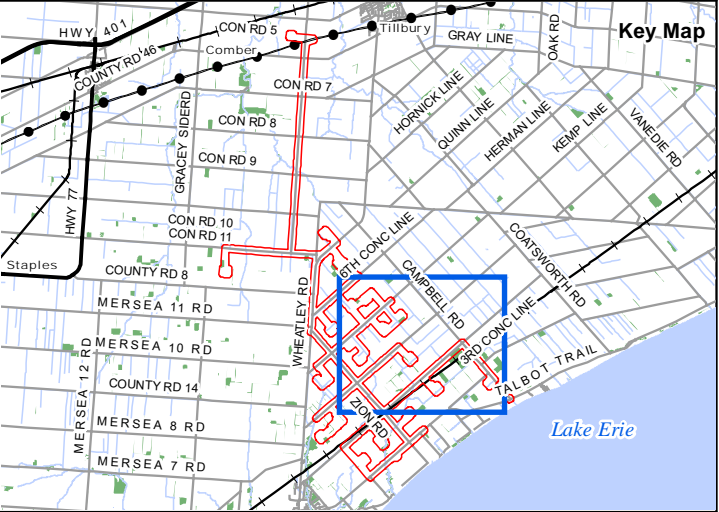 Key Map
HWY 401
CON RD 5
Tillbury
GRAY LINE
OAK RD
Comber
COUNTY RD 46
CON RD 7
HORNICK LINE
QUINN LINE
HERMAN LINE
KEMP LINE
VANEDIE RD
CON RD 8
GRACEY SIDERD
CON RD 9
HWY 77
CON RD 10
CON RD 11
6TH CONC LINE
COATSWORTH RD
Staples
COUNTY RD 8
CAMPBELL RD
MERSEA 11 RD
WHEATLEY RD
3RD CONC LINE
MERSEA 10 RD
MERSEA 12 RD
COUNTY RD 14
TALBOT TRAIL
ZION RD
MERSEA 8 RD
Lake Erie
MERSEA 7 RD